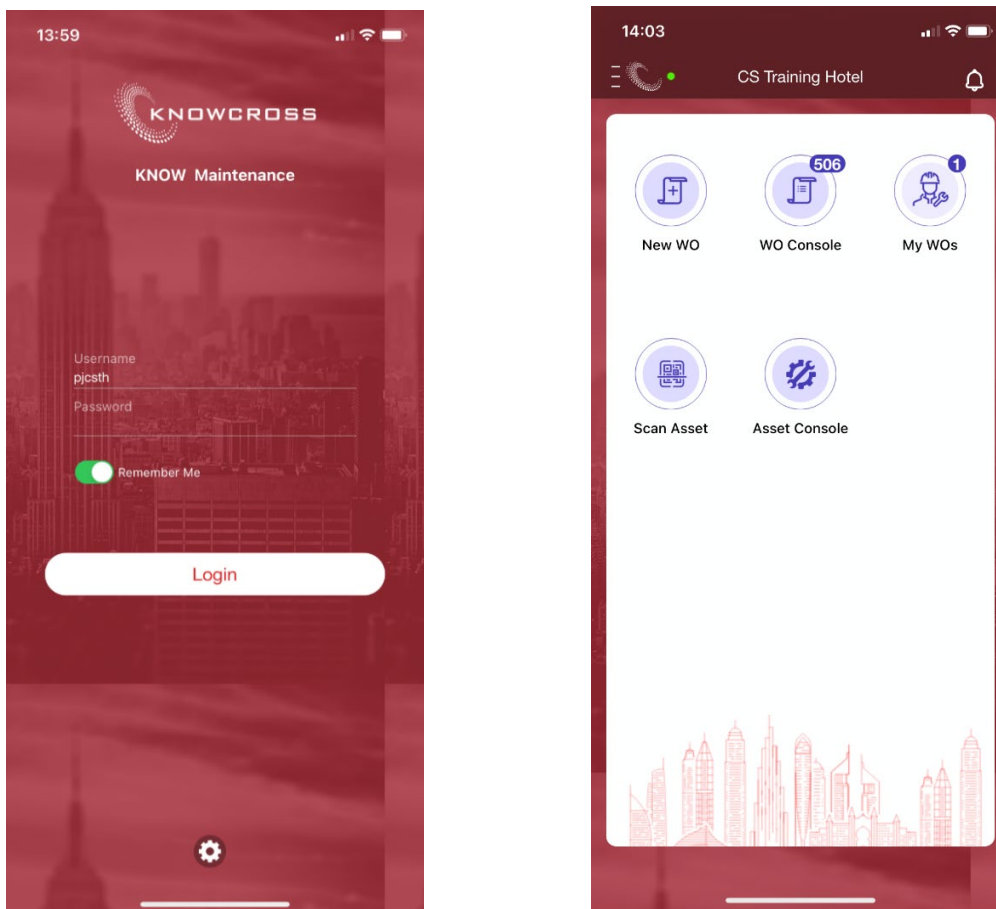 13:59
KNOWCROSS
KNOW Maintenance
Username
pjcsth
Password
Remember Me
Login
14:03
CS Training Hotel
506
1
New WO
WO Console
My WOs
Scan Asset
Asset Console